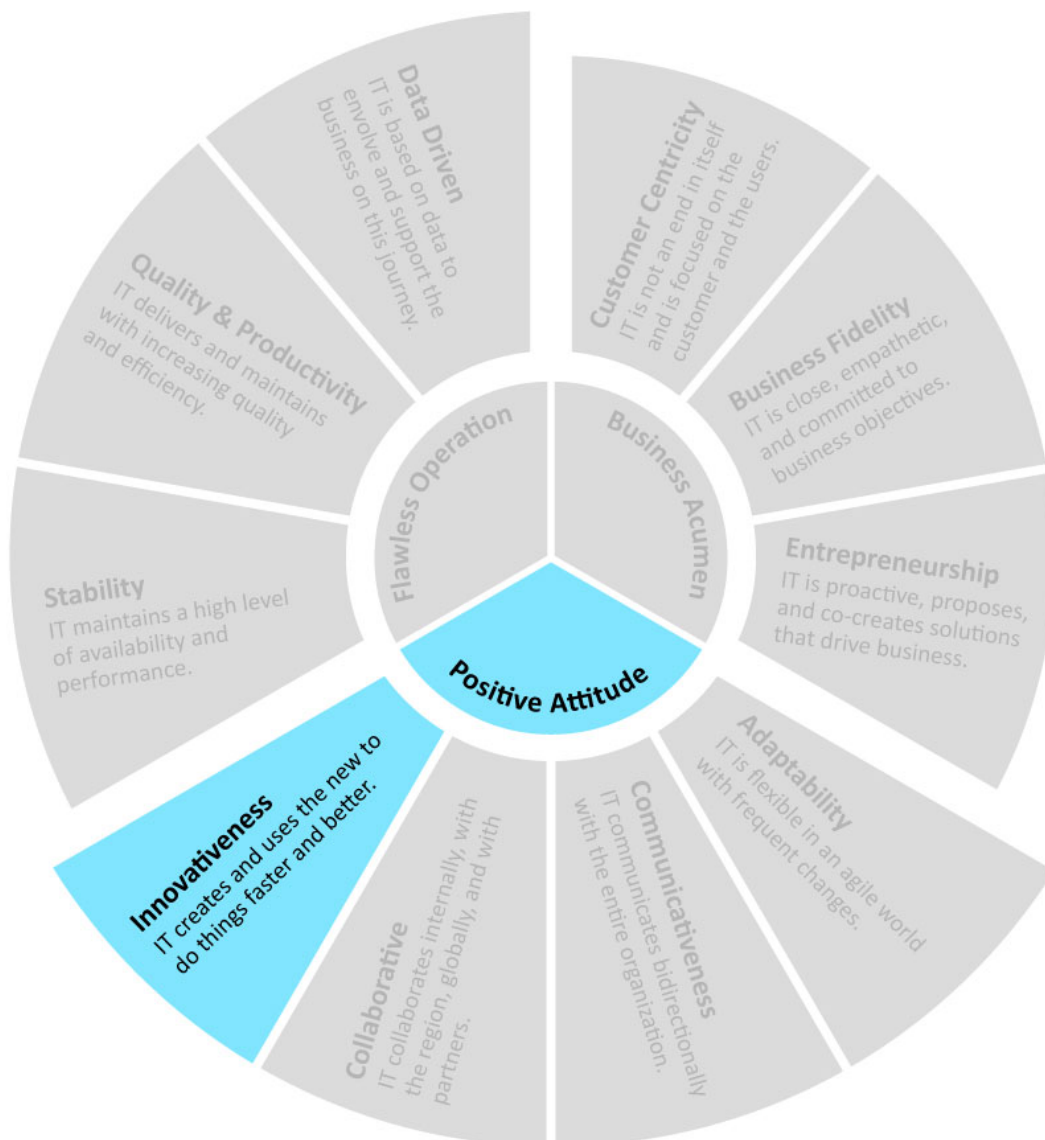 Data Driven
IT is based on data to
envolve and support the
business on this journey.
Customer Centricity
IT is not an end in itself
and is focused on the
customer and the users.
Quality & Productivity
IT delivers and maintains
with increasing quality
and efficiency.
Business Fidelity
IT is close, empathetic,
and committed to
business objectives.
Flawless Operation
Business Acumen
Stability
IT maintains a high level
of availability and
performance.
Entrepreneurship
IT is proactive, proposes,
and co-creates solutions
that drive business.
Positive Attitude
Innovativeness
IT creates and uses the new to
do things faster and better.
Collaborative
IT collaborates internally, with
the region, globally, and with
partners.
Communicativeness
IT communicates bidirectionally
with the entire organization.
Adaptability
IT is flexible in an agile world
with frequent changes.